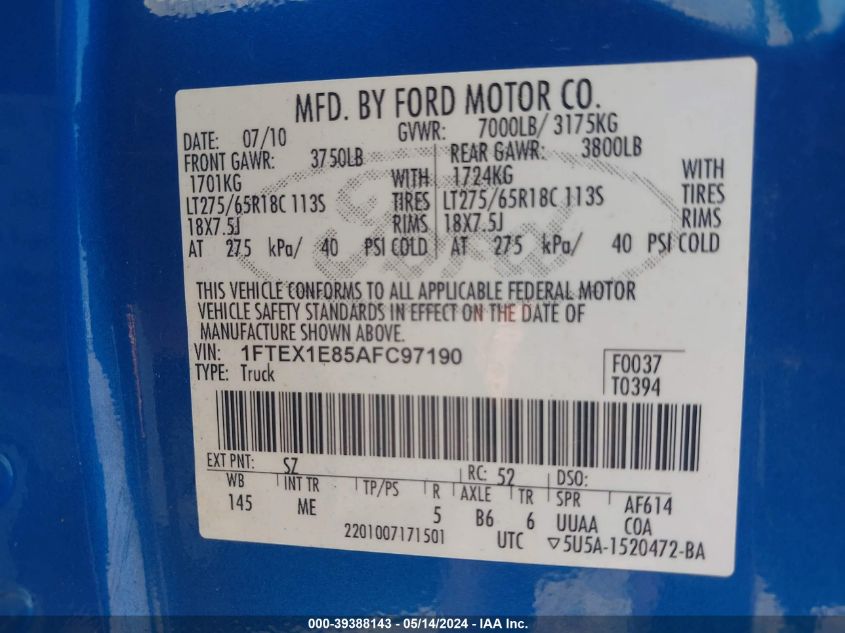 MFD. BY FORD MOTOR CO.
DATE: 07/10 GVWR: 7000LB/ 3175KG
FRONT GAWR: 3750LB REAR GAWR: 3800LB
1701KG WITH 1724KG WITH
LT275/65R18C 113S TIRES LT275/65R18C 113S TIRES
18X7.5J RIMS 18X7.5J RIMS
AT 275 kPa/ 40 PSI COLD AT 275 kPa/ 40 PSI COLD
Ford
THIS VEHICLE CONFORMS TO ALL APPLICABLE FEDERAL MOTOR
VEHICLE SAFETY STANDARDS IN EFFECT ON THE DATE OF
MANUFACTURE SHOWN ABOVE.
VIN: 1FTEX1E85AFC97190 F0037
TYPE: Truck T0394
EXT PNT: SZ RC: 52 DSO:
WB INT TR TP/PS R AXLE TR SPR AF614
145 ME 5 B6 6 UUAA COA
2201007171501 UTC ▽5U5A-1520472-BA
000-39388143 - 05/14/2024 - IAA Inc.